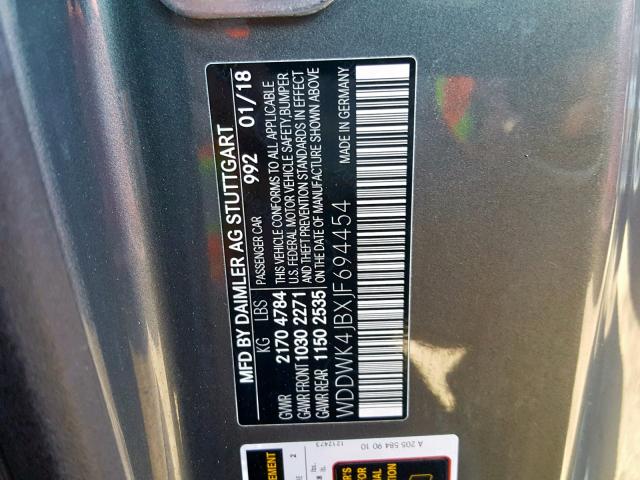 MFD BY DAIMLER AG STUTTGART
KG LBS PASSENGER CAR 992 01/18
GVWR 2170 4784 THIS VEHICLE CONFORMS TO ALL APPLICABLE
GAWR FRONT 1030 2271 U.S. FEDERAL MOTOR VEHICLE SAFETY, BUMPER
AND THEFT PREVENTION STANDARDS IN EFFECT
GAWR REAR 1150 2535 ON THE DATE OF MANUFACTURE SHOWN ABOVE
MADE IN GERMANY
WDDWK4JBXJF694454
A 205 584 90 10
1212473
2